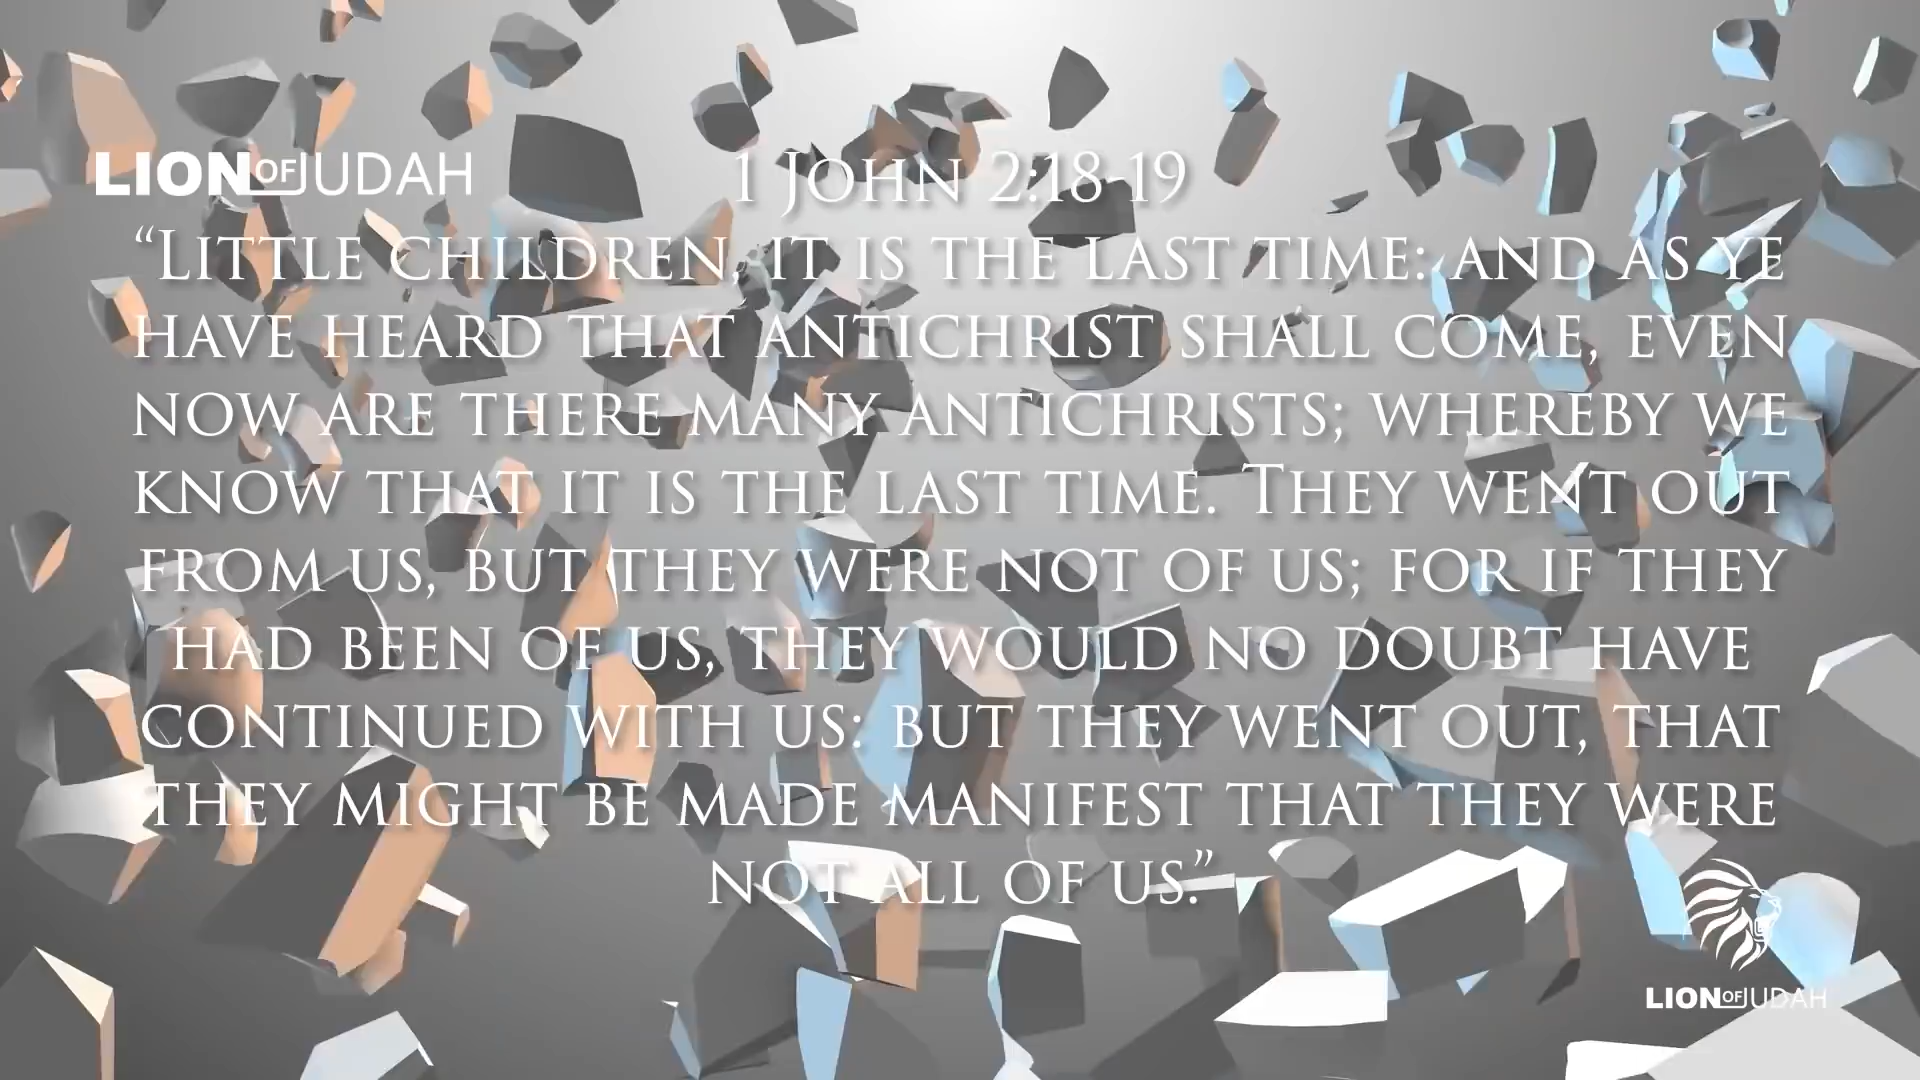 LION OF JUDAH
1 John 2:18-19
“Little children, it is the last time: and as ye
have heard that antichrist shall come, even
now are there many antichrists; whereby we
know that it is the last time. They went out
from us, but they were not of us; for if they
had been of us, they would no doubt have
continued with us: but they went out, that
they might be made manifest that they were
not all of us.”
LION OF JUDAH